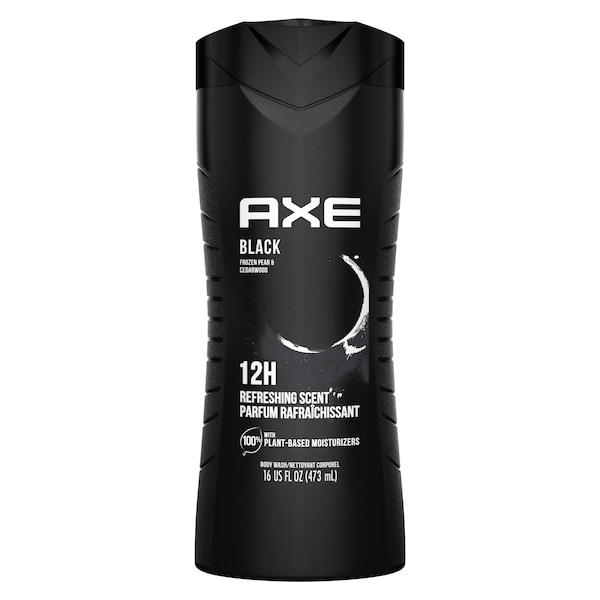 AXE
BLACK
FROZEN PEAR &
CEDARWOOD
12H
REFRESHING SCENT
PARFUM RAFRAÎCHISSANT
100% WITH
PLANT-BASED MOISTURIZERS
BODY WASH/NETTOYANT CORPOREL
16 US FL OZ (473 mL)